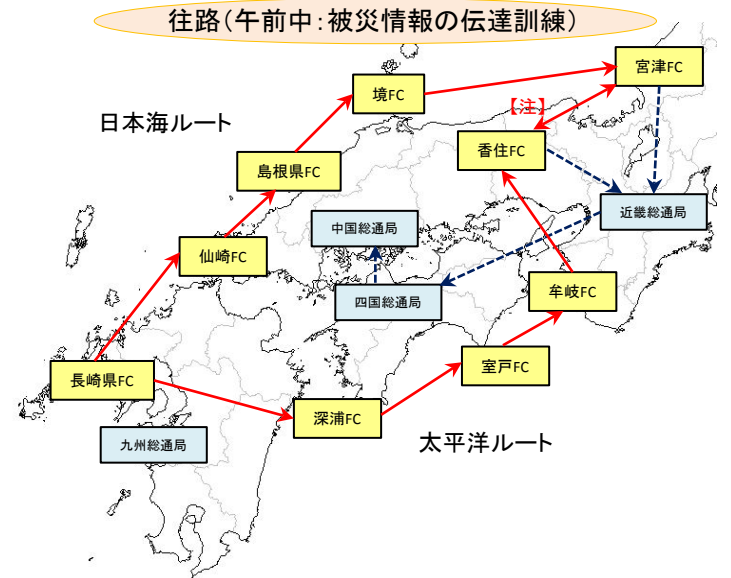 往路(午前中:被災情報の伝達訓練)
宮津FC
境FC
【注】
日本海ルート
香住FC
島根県FC
近畿総通局
中国総通局
仙崎FC
牟岐FC
四国総通局
室戸FC
長崎県FC
深浦FC
太平洋ルート
九州総通局